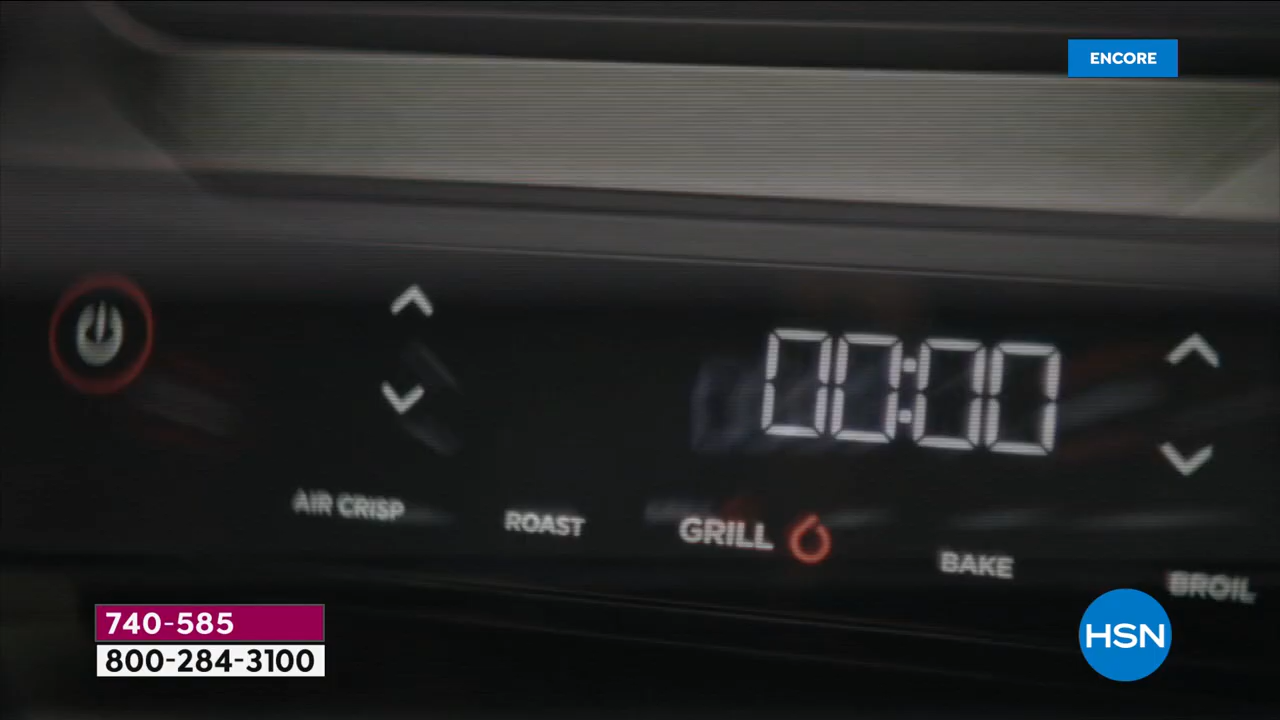 ENCORE
00:00
AIR CRISP
ROAST
GRILL
BAKE
BROIL
740-585
800-284-3100
HSN